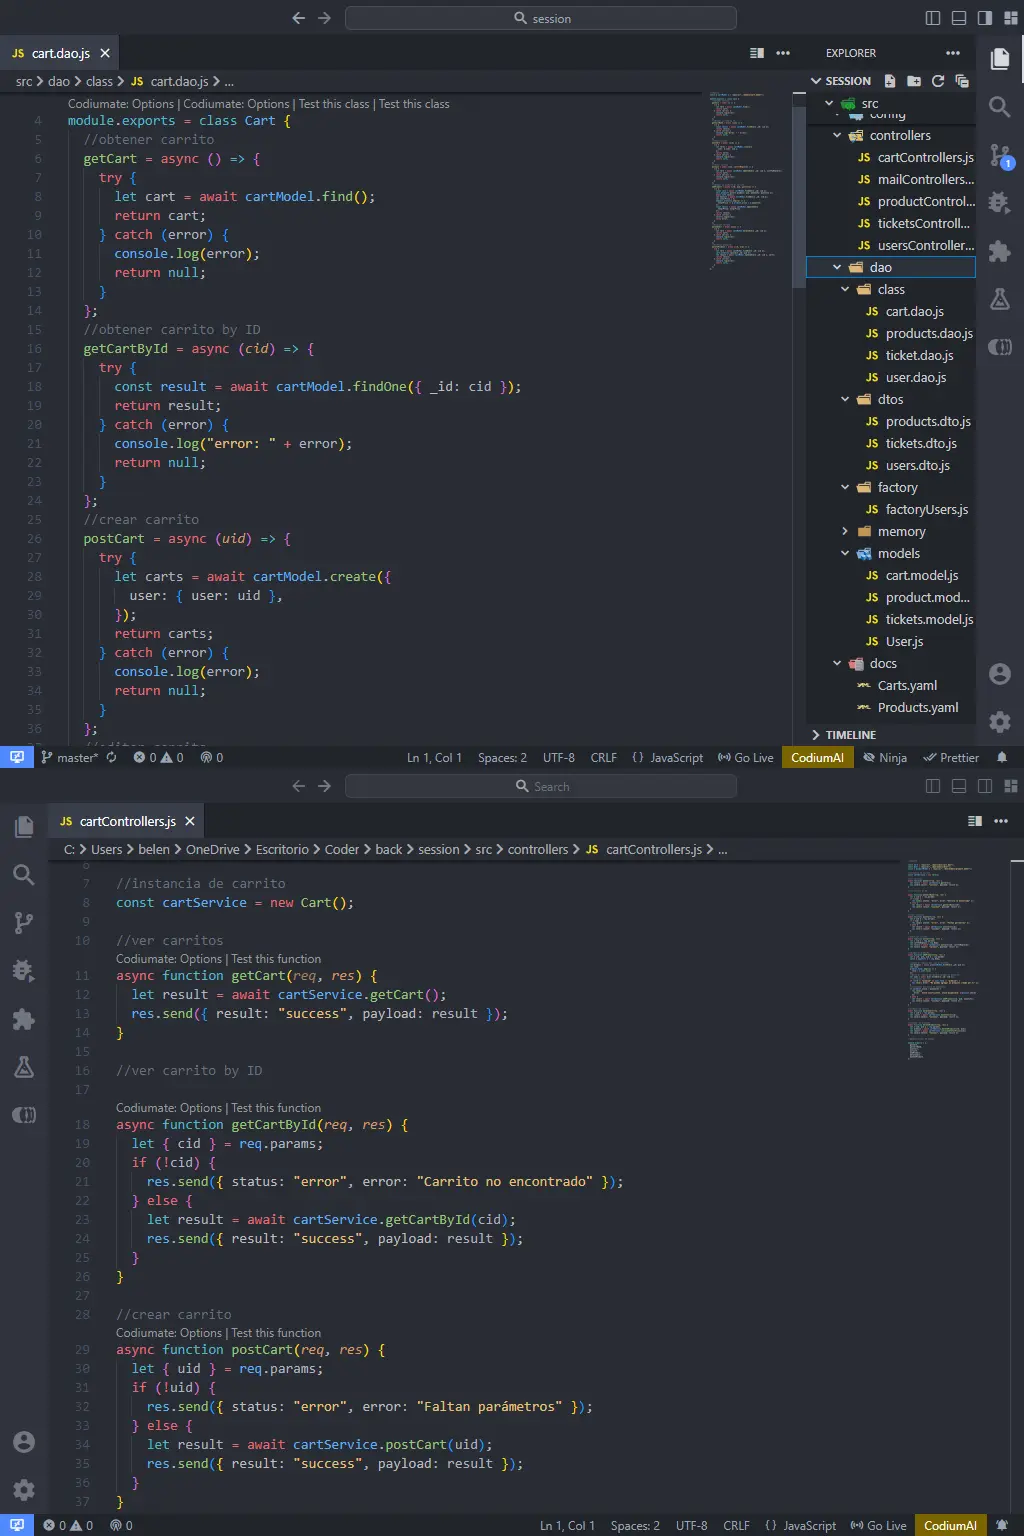 session
JS cart.dao.js
src > dao > class > JS cart.dao.js > ...
Codiumate: Options | Codiumate: Options | Test this class | Test this class
4 module.exports = class Cart {
5 //obtener carrito
6 getCart = async () => {
7 try {
8 let cart = await cartModel.find();
9 return cart;
10 } catch (error) {
11 console.log(error);
12 return null;
13 }
14 };
15 //obtener carrito by ID
16 getCartById = async (cid) => {
17 try {
18 const result = await cartModel.findOne({ _id: cid });
19 return result;
20 } catch (error) {
21 console.log("error: " + error);
22 return null;
23 }
24 };
25 //crear carrito
26 postCart = async (uid) => {
27 try {
28 let carts = await cartModel.create({
29 user: { user: uid },
30 });
31 return carts;
32 } catch (error) {
33 console.log(error);
34 return null;
35 }
36 };
EXPLORER
SESSION
src
config
controllers
JS cartControllers.js
JS mailControllers...
JS productControl...
JS ticketsControll...
JS usersController...
dao
class
JS cart.dao.js
JS products.dao.js
JS ticket.dao.js
JS user.dao.js
dtos
JS products.dto.js
JS tickets.dto.js
JS users.dto.js
factory
JS factoryUsers.js
memory
models
JS cart.model.js
JS product.mod...
JS tickets.model.js
JS User.js
docs
Carts.yaml
Products.yaml
TIMELINE
1
master* 0 0 0 Ln 1, Col 1 Spaces: 2 UTF-8 CRLF {} JavaScript Go Live CodiumAI Ninja Prettier
Search
JS cartControllers.js
C: > Users > belen > OneDrive > Escritorio > Coder > back > session > src > controllers > JS cartControllers.js > ...
6
7 //instancia de carrito
8 const cartService = new Cart();
9
10 //ver carritos
Codiumate: Options | Test this function
11 async function getCart(req, res) {
12 let result = await cartService.getCart();
13 res.send({ result: "success", payload: result });
14 }
15
16 //ver carrito by ID
17
Codiumate: Options | Test this function
18 async function getCartById(req, res) {
19 let { cid } = req.params;
20 if (!cid) {
21 res.send({ status: "error", error: "Carrito no encontrado" });
22 } else {
23 let result = await cartService.getCartById(cid);
24 res.send({ result: "success", payload: result });
25 }
26 }
27
28 //crear carrito
Codiumate: Options | Test this function
29 async function postCart(req, res) {
30 let { uid } = req.params;
31 if (!uid) {
32 res.send({ status: "error", error: "Faltan parámetros" });
33 } else {
34 let result = await cartService.postCart(uid);
35 res.send({ result: "success", payload: result });
36 }
37 }
0 0 0 Ln 1, Col 1 Spaces: 2 UTF-8 CRLF {} JavaScript Go Live CodiumAI